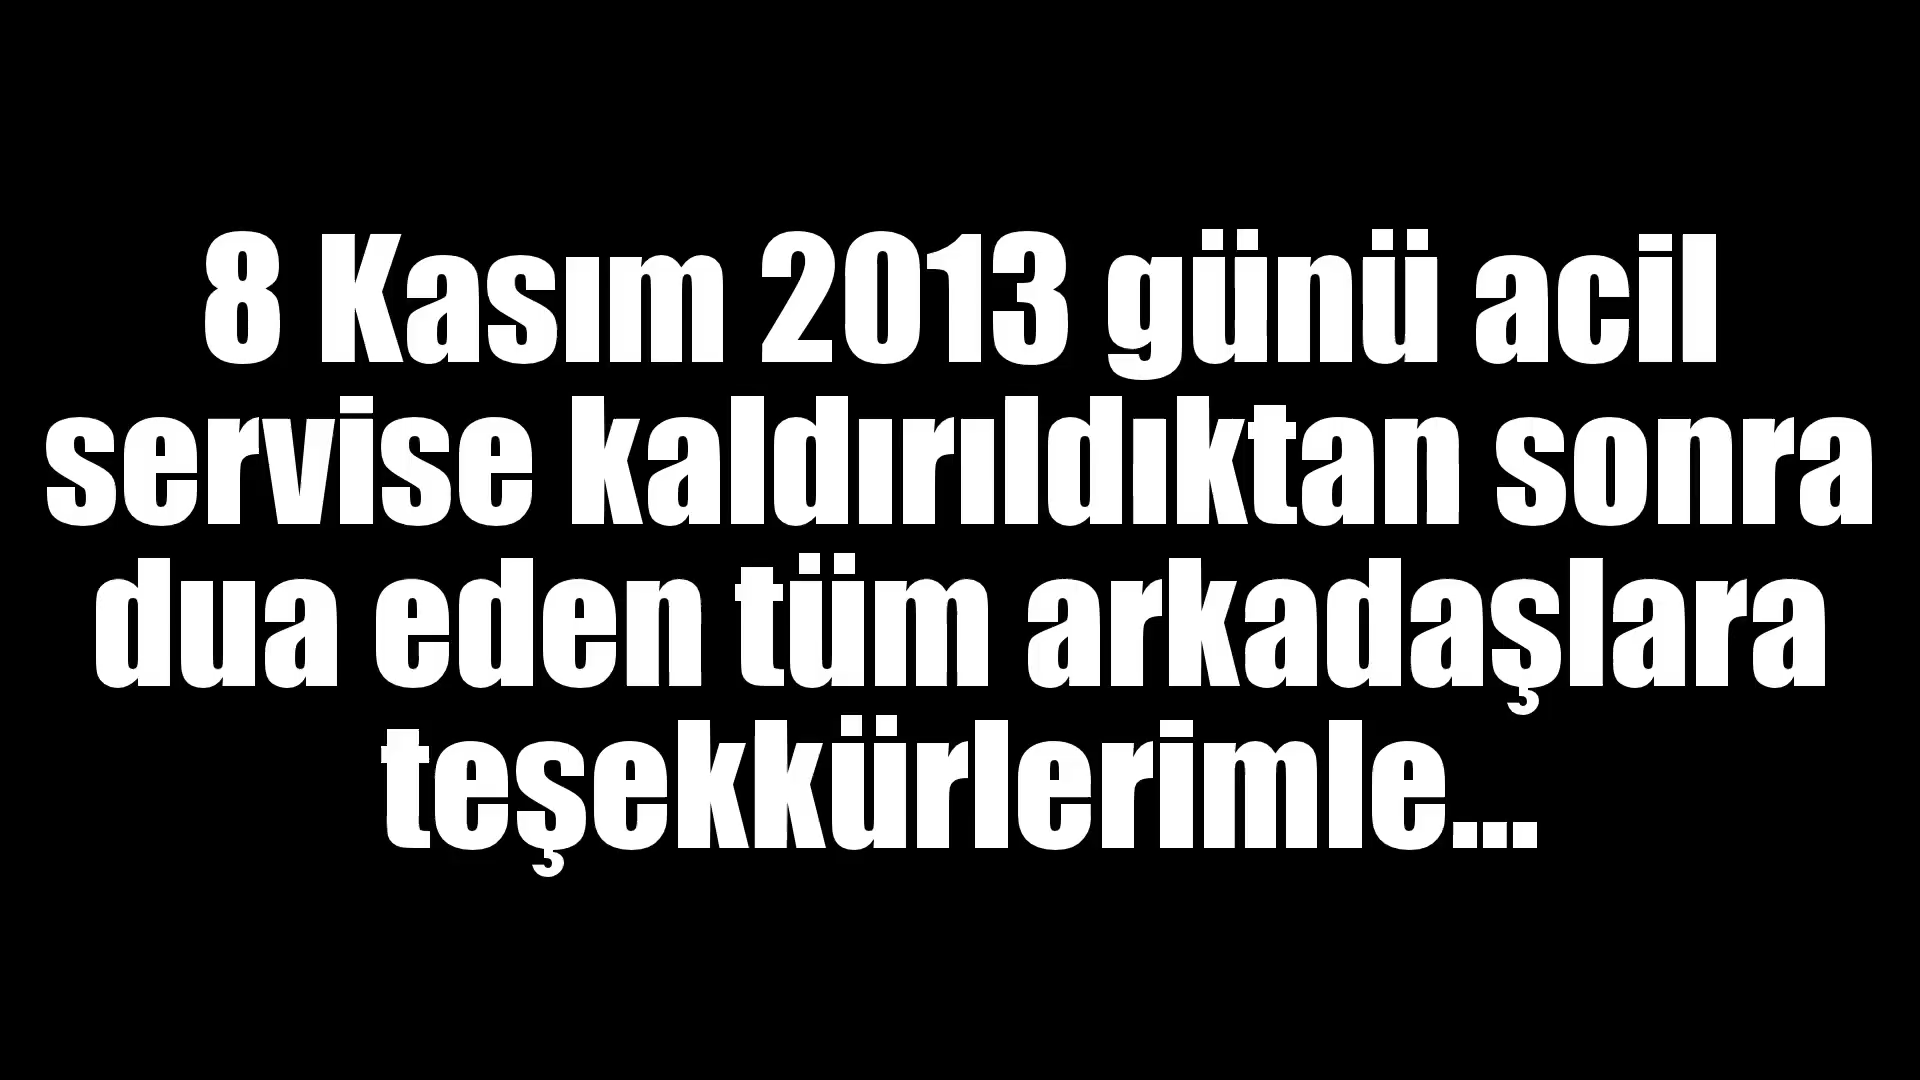 8 Kasım 2013 günü acil
servise kaldırıldıktan sonra
dua eden tüm arkadaşlara
teşekkürlerimle...